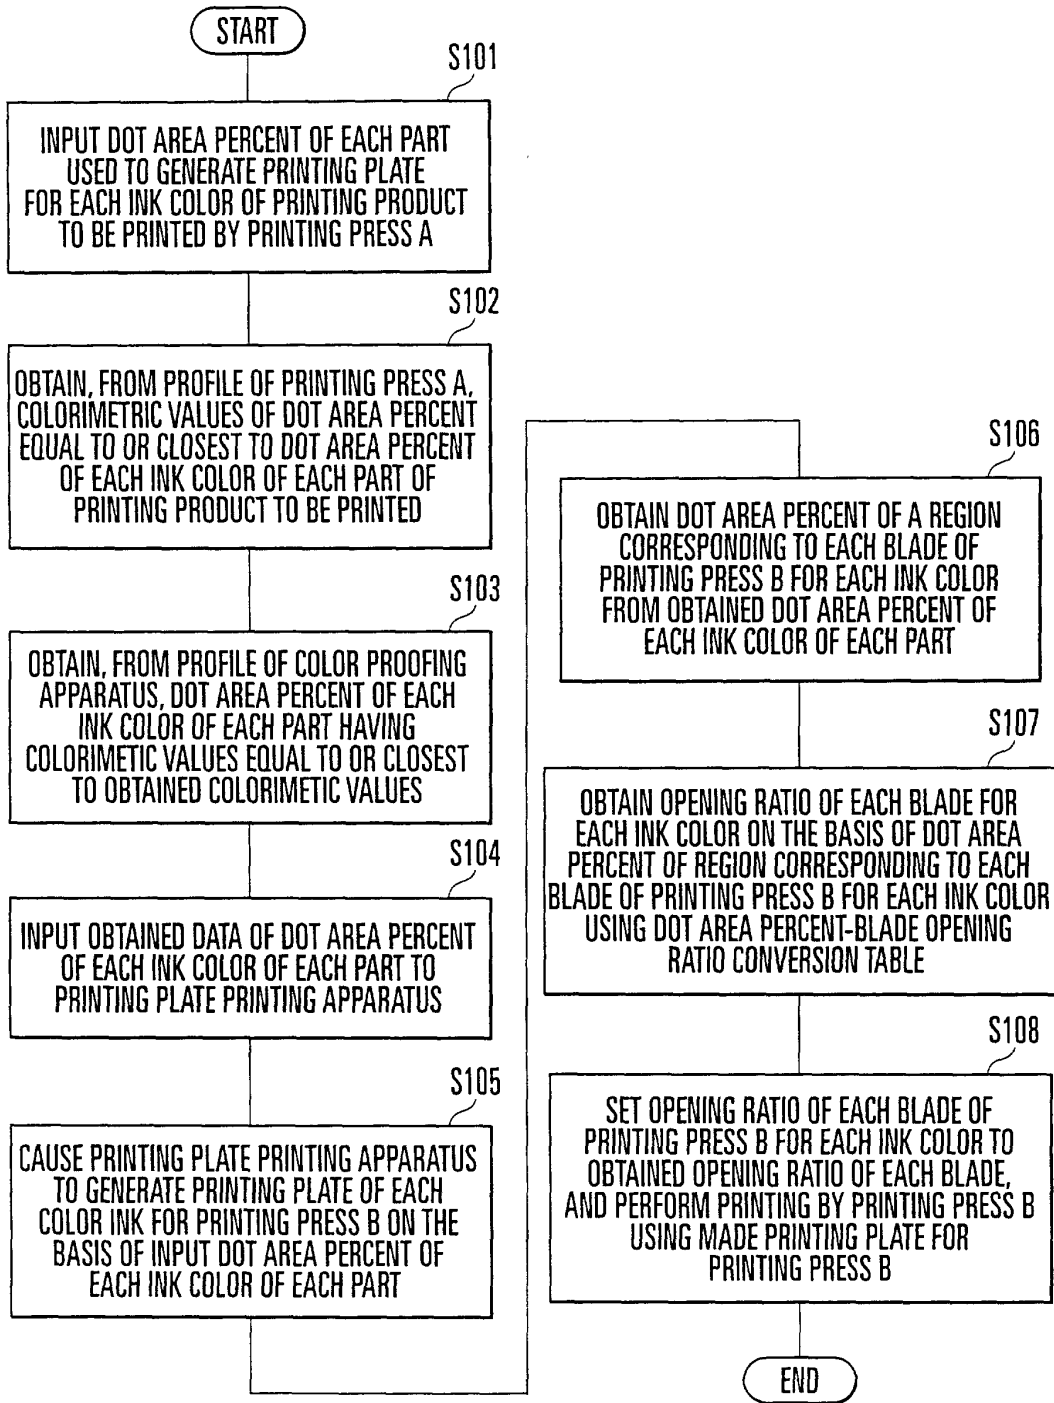 START
S101
INPUT DOT AREA PERCENT OF EACH PART
USED TO GENERATE PRINTING PLATE
FOR EACH INK COLOR OF PRINTING PRODUCT
TO BE PRINTED BY PRINTING PRESS A
S102
OBTAIN, FROM PROFILE OF PRINTING PRESS A,
COLORIMETRIC VALUES OF DOT AREA PERCENT
EQUAL TO OR CLOSEST TO DOT AREA PERCENT
OF EACH INK COLOR OF EACH PART OF
PRINTING PRODUCT TO BE PRINTED
S103
OBTAIN, FROM PROFILE OF COLOR PROOFING
APPARATUS, DOT AREA PERCENT OF EACH
INK COLOR OF EACH PART HAVING
COLORIMETIC VALUES EQUAL TO OR CLOSEST
TO OBTAINED COLORIMETIC VALUES
S104
INPUT OBTAINED DATA OF DOT AREA PERCENT
OF EACH INK COLOR OF EACH PART TO
PRINTING PLATE PRINTING APPARATUS
S105
CAUSE PRINTING PLATE PRINTING APPARATUS
TO GENERATE PRINTING PLATE OF EACH
COLOR INK FOR PRINTING PRESS B ON THE
BASIS OF INPUT DOT AREA PERCENT OF
EACH INK COLOR OF EACH PART
S106
OBTAIN DOT AREA PERCENT OF A REGION
CORRESPONDING TO EACH BLADE OF
PRINTING PRESS B FOR EACH INK COLOR
FROM OBTAINED DOT AREA PERCENT OF
EACH INK COLOR OF EACH PART
S107
OBTAIN OPENING RATIO OF EACH BLADE FOR
EACH INK COLOR ON THE BASIS OF DOT AREA
PERCENT OF REGION CORRESPONDING TO EACH
BLADE OF PRINTING PRESS B FOR EACH INK COLOR
USING DOT AREA PERCENT-BLADE OPENING
RATIO CONVERSION TABLE
S108
SET OPENING RATIO OF EACH BLADE OF
PRINTING PRESS B FOR EACH INK COLOR TO
OBTAINED OPENING RATIO OF EACH BLADE,
AND PERFORM PRINTING BY PRINTING PRESS B
USING MADE PRINTING PLATE FOR
PRINTING PRESS B
END